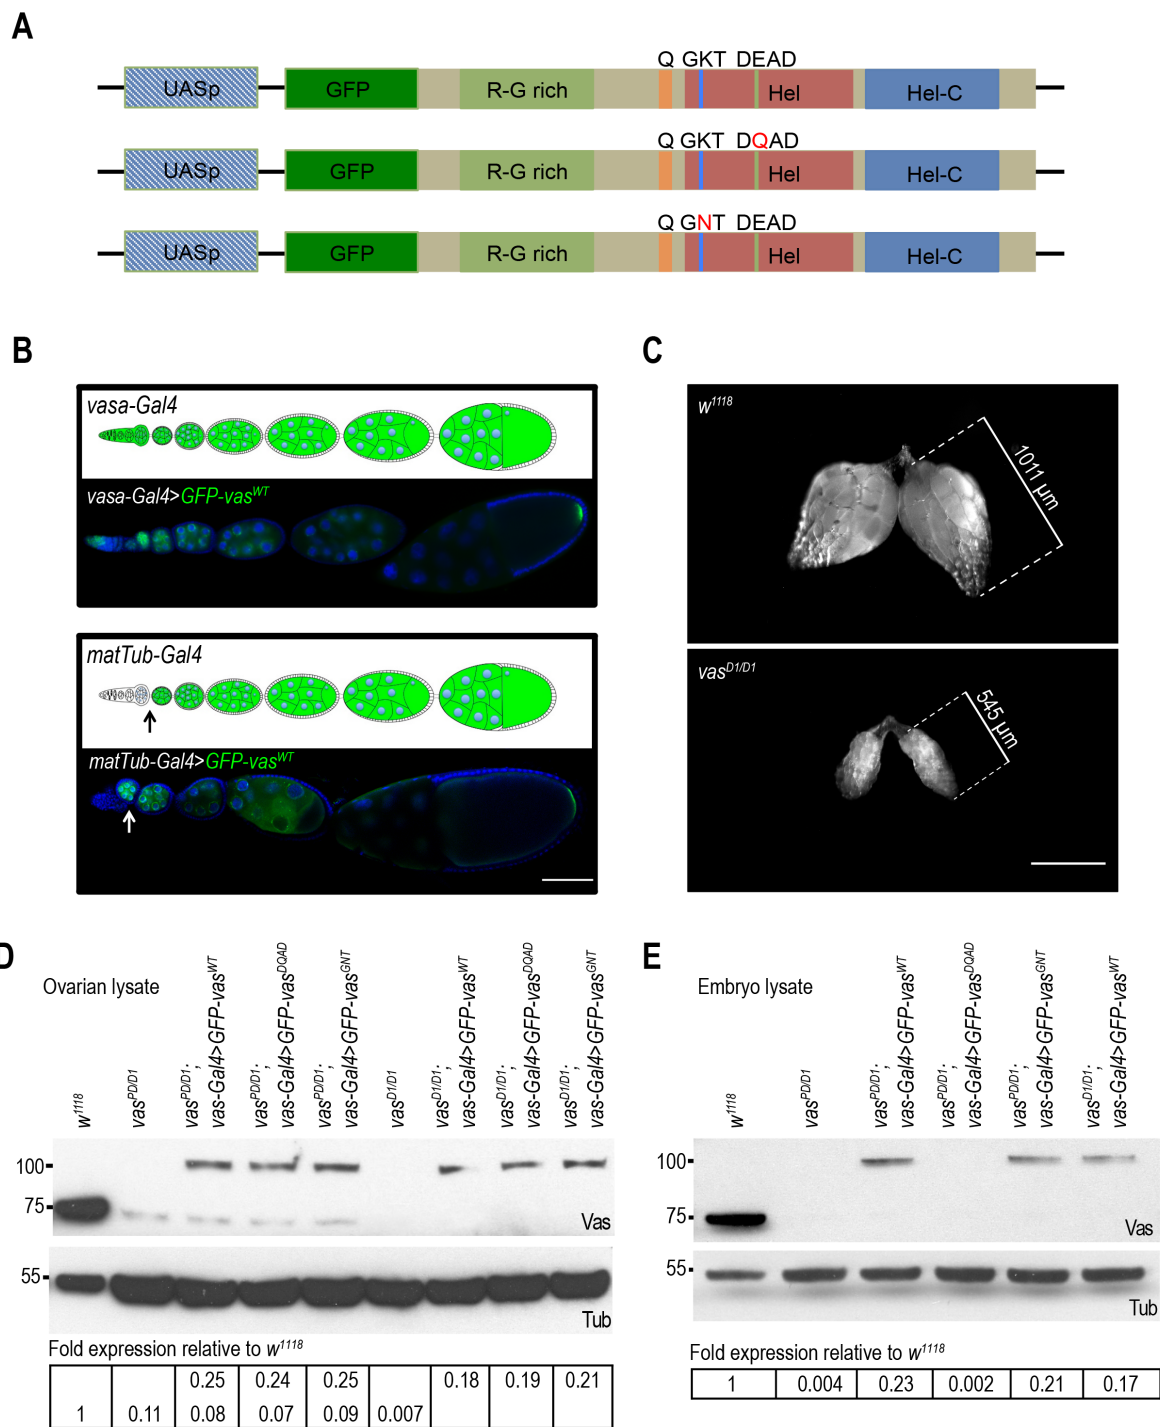 A
Q GKT DEAD
UASp GFP R-G rich Hel Hel-C
Q GKT DQAD
UASp GFP R-G rich Hel Hel-C
Q GNT DEAD
UASp GFP R-G rich Hel Hel-C
B
vasa-Gal4
vasa-Gal4>GFP-vasWT
matTub-Gal4
matTub-Gal4>GFP-vasWT
C
w1118
1011 µm
vasD1/D1
545 µm
D
Ovarian lysate
w1118
vasPD/D1
vasPD/D1;
vas-Gal4>GFP-vasWT
vasPD/D1;
vas-Gal4>GFP-vasDQAD
vasPD/D1;
vas-Gal4>GFP-vasGNT
vasD1/D1
vasD1/D1;
vas-Gal4>GFP-vasWT
vasD1/D1;
vas-Gal4>GFP-vasDQAD
vasD1/D1;
vas-Gal4>GFP-vasGNT
100
75
Vas
55
Tub
Fold expression relative to w1118
0.25 0.24 0.25 0.18 0.19 0.21
1 0.11 0.08 0.07 0.09 0.007
E
Embryo lysate
w1118
vasPD/D1
vasPD/D1;
vas-Gal4>GFP-vasWT
vasPD/D1;
vas-Gal4>GFP-vasDQAD
vasPD/D1;
vas-Gal4>GFP-vasGNT
vasD1/D1;
vas-Gal4>GFP-vasWT
100
75
Vas
55
Tub
Fold expression relative to w1118
1 0.004 0.23 0.002 0.21 0.17